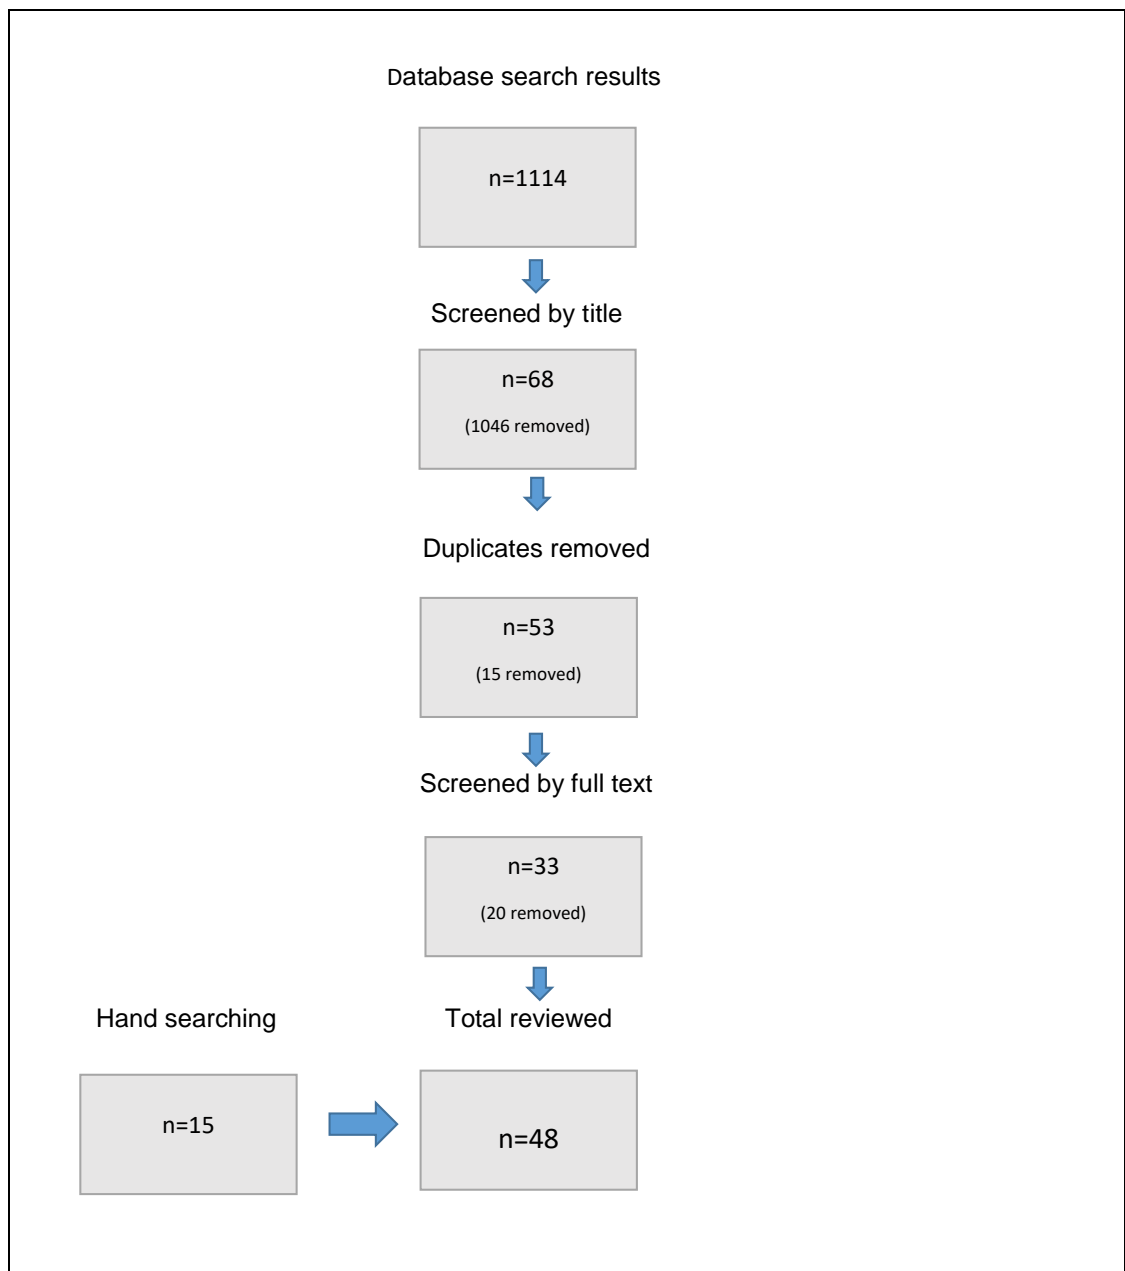 Database search results
n=1114
Screened by title
n=68
(1046 removed)
Duplicates removed
n=53
(15 removed)
Screened by full text
n=33
(20 removed)
Hand searching
Total reviewed
n=15
n=48